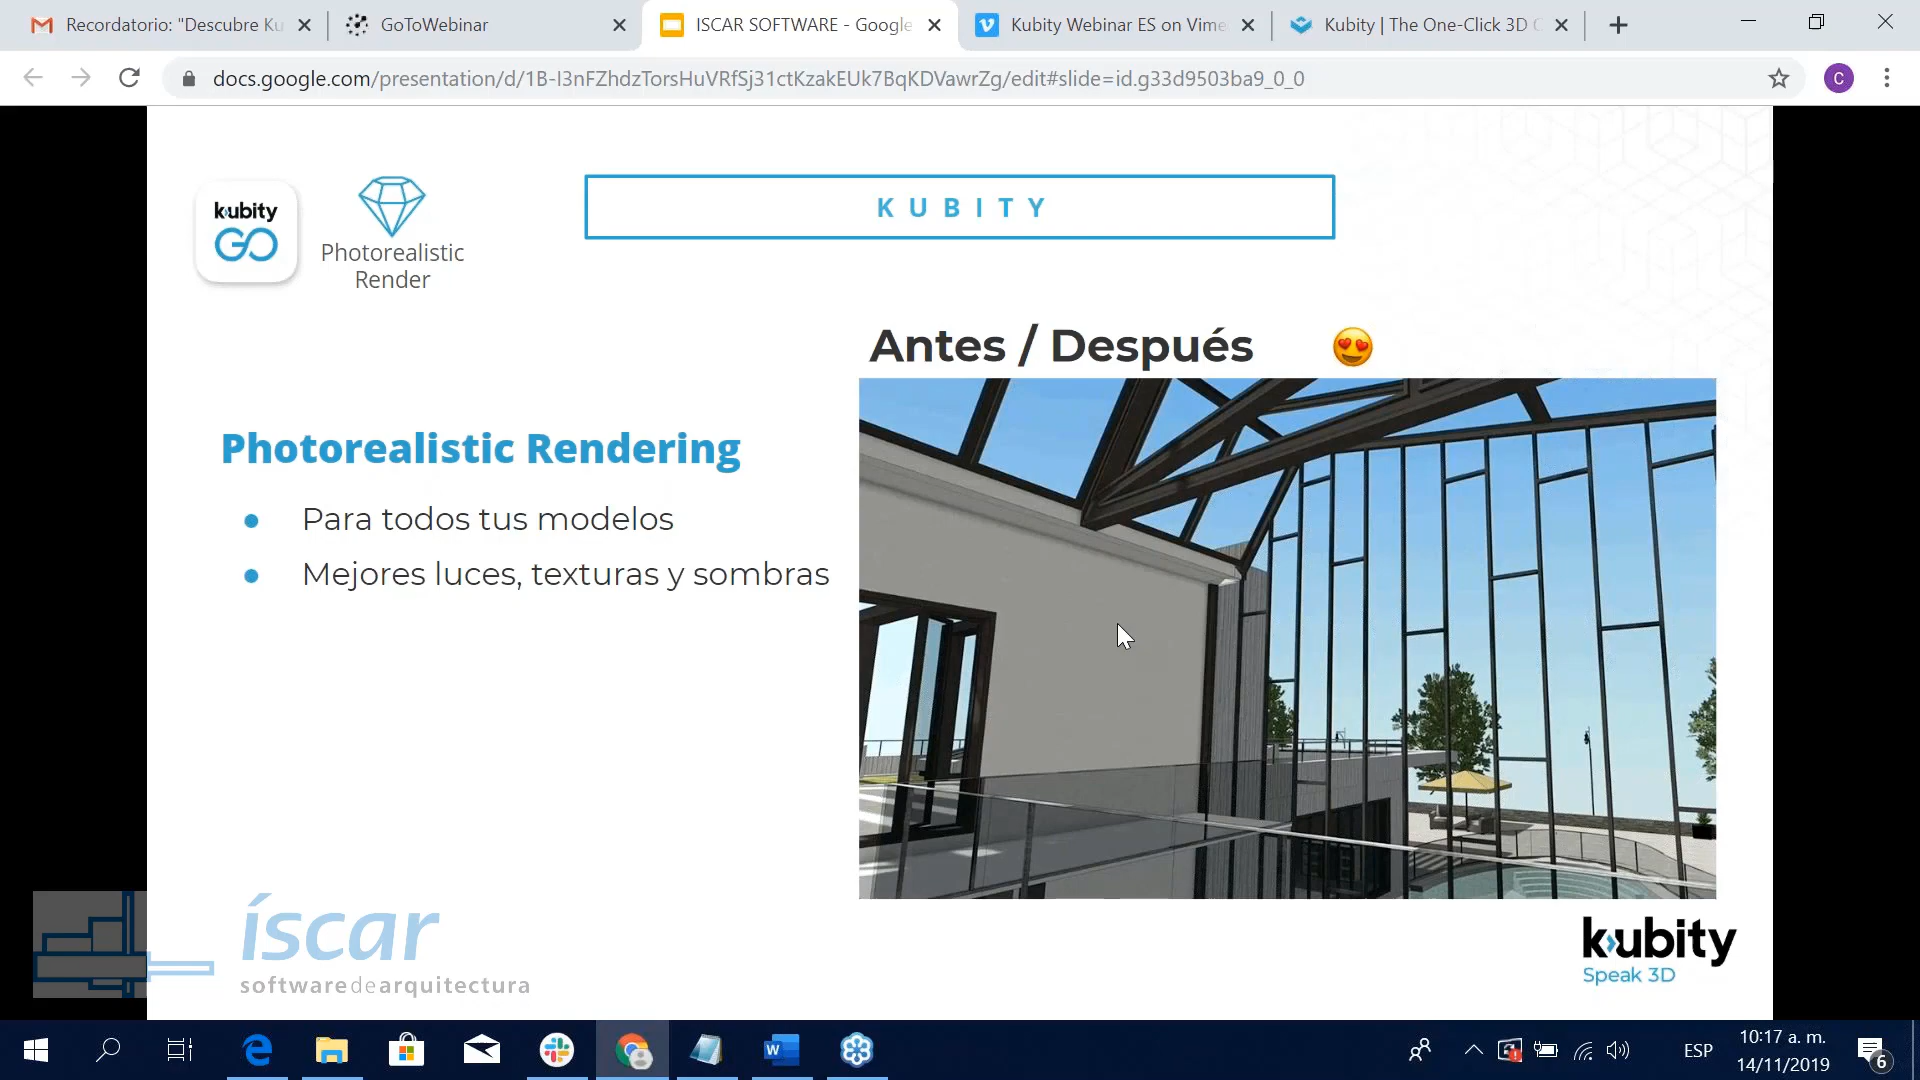 Recordatorio: "Descubre Ku
GoToWebinar
ISCAR SOFTWARE - Google
Kubity Webinar ES on Vime
Kubity | The One-Click 3D C
docs.google.com/presentation/d/1B-I3nFZhdzTorsHuVRfSj31ctKzakEUk7BqKDVawrZg/edit#slide=id.g33d9503ba9_0_0
C
kubity
GO
Photorealistic
Render
KUBITY
Antes / Después
Photorealistic Rendering
Para todos tus modelos
Mejores luces, texturas y sombras
íscar
softwaredearquitectura
kubity
Speak 3D
ESP
10:17 a. m.
14/11/2019
6